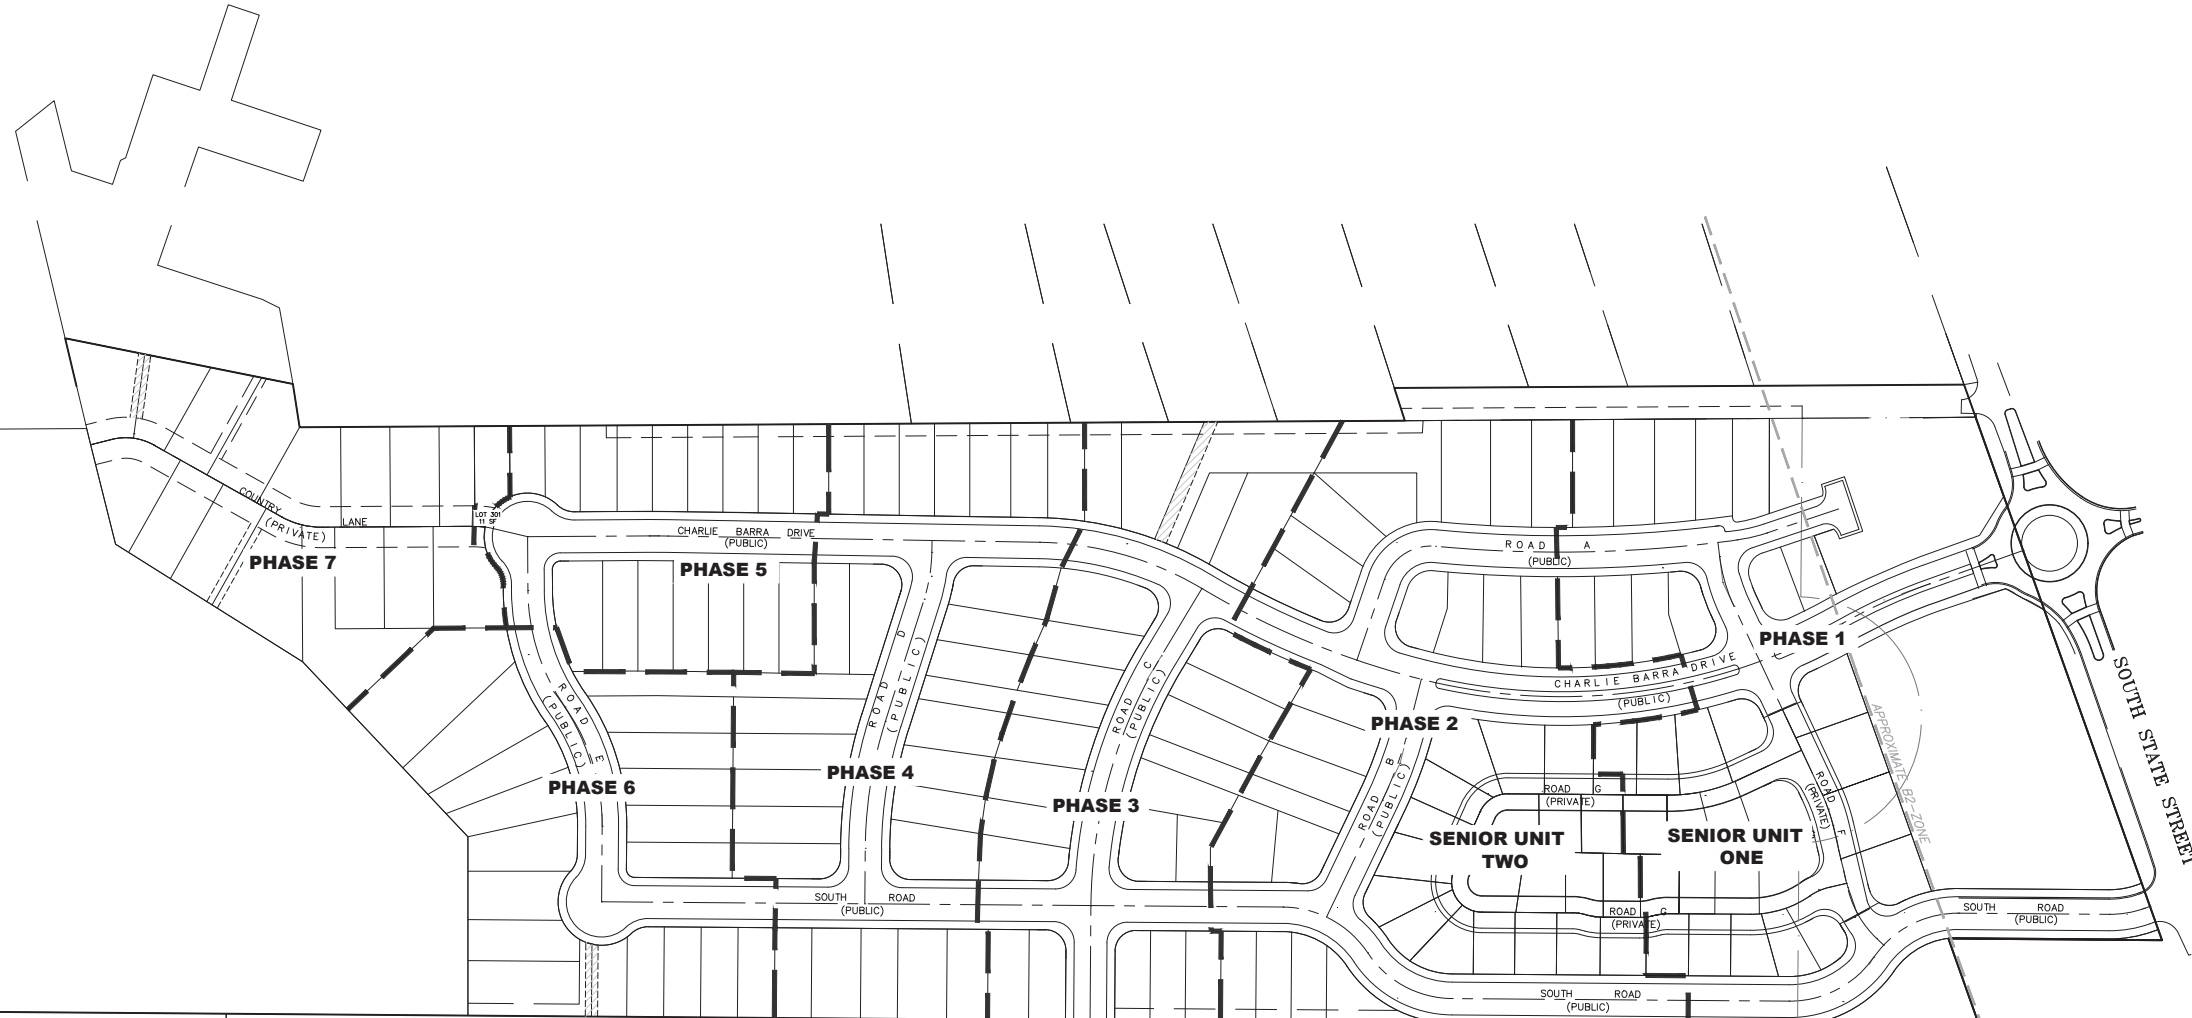 COUNTRY LANE
(PRIVATE)
PHASE 7
LOT 301
11 SF
CHARLIE BARRA DRIVE
(PUBLIC)
PHASE 5
ROAD A
(PUBLIC)
PHASE 1
CHARLIE BARRA DRIVE
(PUBLIC)
ROAD E
(PUBLIC)
PHASE 6
ROAD D
(PUBLIC)
PHASE 4
ROAD C
(PUBLIC)
PHASE 3
PHASE 2
ROAD B
(PUBLIC)
ROAD G
(PRIVATE)
SENIOR UNIT
TWO
SENIOR UNIT
ONE
ROAD F
(PRIVATE)
APPROXIMATE B2-ZONE
SOUTH STATE STREET
SOUTH ROAD
(PUBLIC)
ROAD G
(PRIVATE)
SOUTH ROAD
(PUBLIC)
SOUTH ROAD
(PUBLIC)